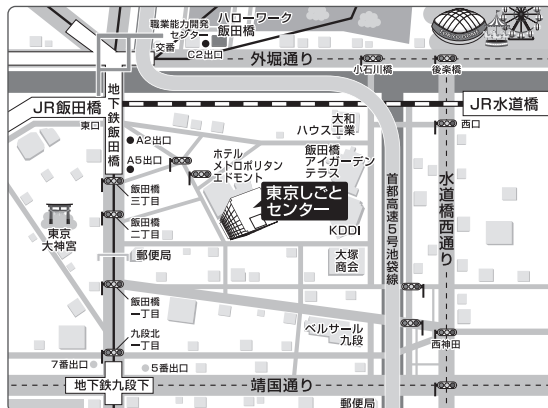 職業能力開発
センター
ハローワーク
飯田橋
交番
C2出口
外堀通り
小石川橋
後楽橋
JR飯田橋
東口
地下鉄飯田橋
JR水道橋
西口
A2出口
A5出口
大和
ハウス工業
ホテル
メトロポリタン
エドモント
飯田橋
アイガーデン
テラス
東京しごと
センター
首都高速5号池袋線
水道橋西通り
飯田橋
三丁目
飯田橋
二丁目
東京
大神宮
KDDI
郵便局
大塚
商会
飯田橋
一丁目
九段北
一丁目
ベルサール
九段
西神田
7番出口
5番出口
地下鉄九段下
靖国通り
郵便局